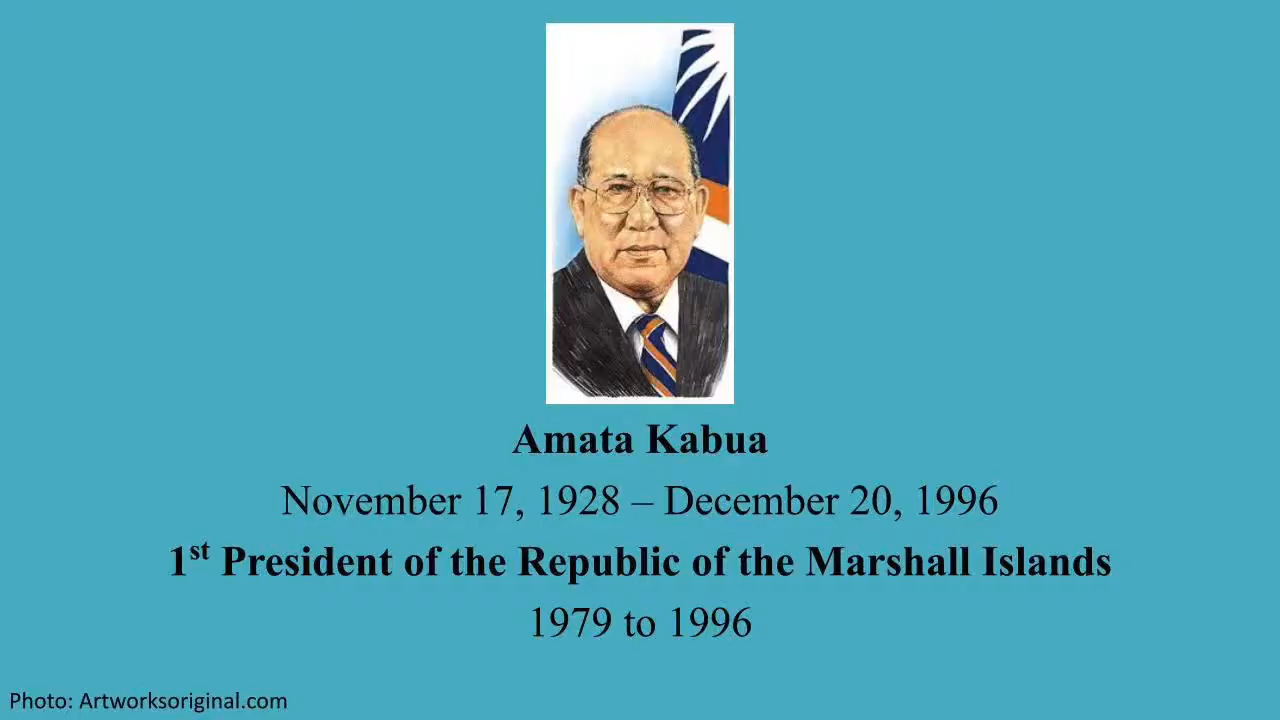 Amata Kabua
November 17, 1928 – December 20, 1996
1st President of the Republic of the Marshall Islands
1979 to 1996
Photo: Artworksoriginal.com